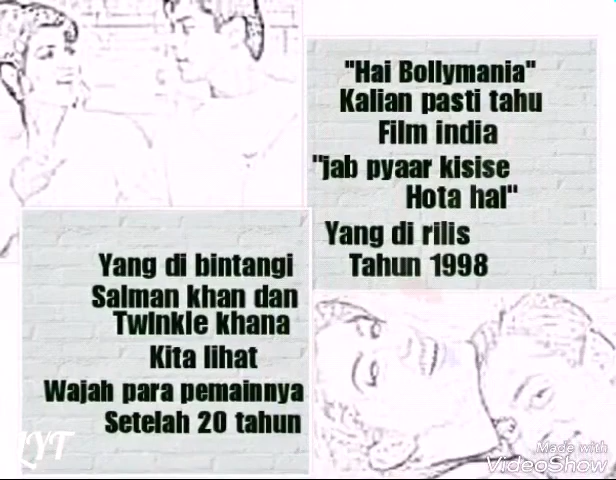 "Hai Bollymania"
Kalian pasti tahu
Film india
"jab pyaar kisise
Hota hai"
Yang di rilis
Tahun 1998
Yang di bintangi
Salman khan dan
Twinkle khana
Kita lihat
Wajah para pemainnya
Setelah 20 tahun
LYT
Made with
VideoShow